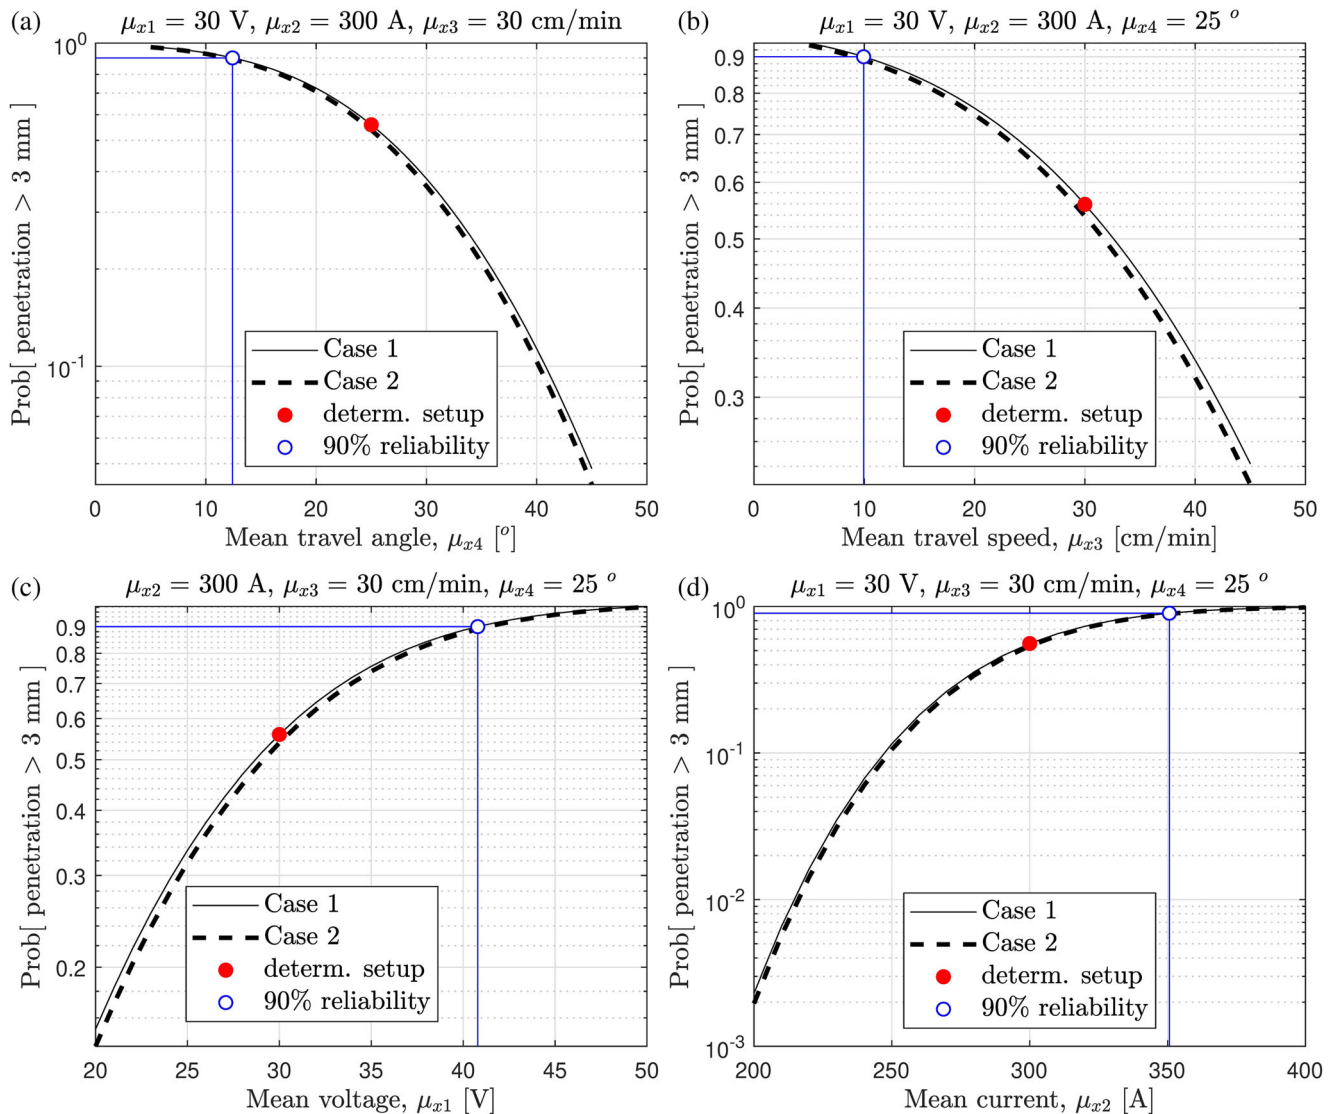 (a) μx1 = 30 V, μx2 = 300 A, μx3 = 30 cm/min
10^0
10^-1
Prob[ penetration > 3 mm ]
Case 1
Case 2
determ. setup
90% reliability
0 10 20 30 40 50
Mean travel angle, μx4 [°]
(b) μx1 = 30 V, μx2 = 300 A, μx4 = 25 °
0.9
0.8
0.7
0.6
0.5
0.4
0.3
Prob[ penetration > 3 mm ]
Case 1
Case 2
determ. setup
90% reliability
0 10 20 30 40 50
Mean travel speed, μx3 [cm/min]
(c) μx2 = 300 A, μx3 = 30 cm/min, μx4 = 25 °
0.9
0.8
0.7
0.6
0.5
0.4
0.3
0.2
Prob[ penetration > 3 mm ]
Case 1
Case 2
determ. setup
90% reliability
20 25 30 35 40 45 50
Mean voltage, μx1 [V]
(d) μx1 = 30 V, μx3 = 30 cm/min, μx4 = 25 °
10^0
10^-1
10^-2
10^-3
Prob[ penetration > 3 mm ]
Case 1
Case 2
determ. setup
90% reliability
200 250 300 350 400
Mean current, μx2 [A]